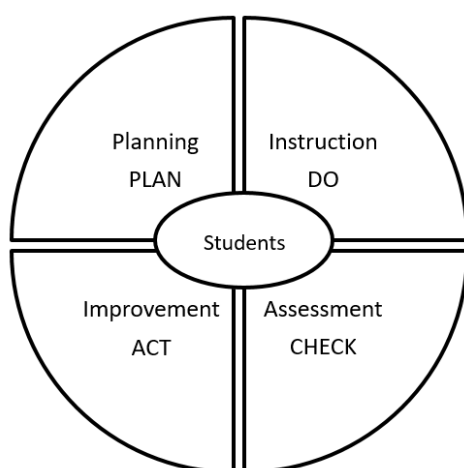 Planning
PLAN
Instruction
DO
Students
Improvement
ACT
Assessment
CHECK